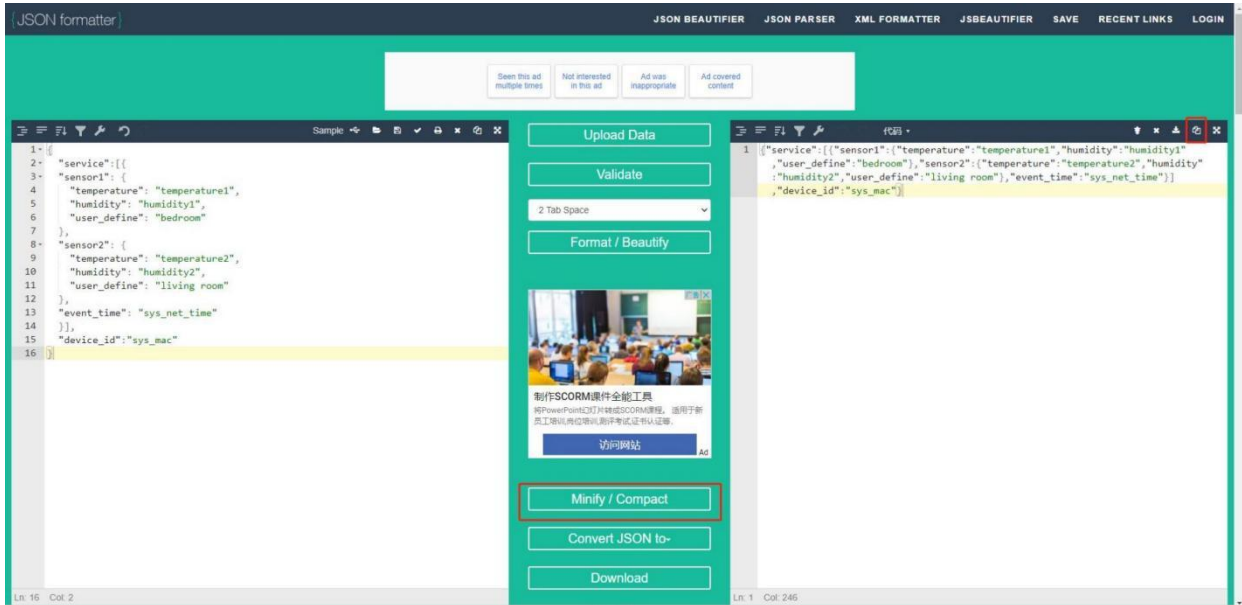 {JSON formatter}
JSON BEAUTIFIER JSON PARSER XML FORMATTER JSBEAUTIFIER SAVE RECENT LINKS LOGIN
Seen this ad multiple times
Not interested in this ad
Ad was inappropriate
Ad covered content
Sample
1 {
2 "service":[{
3 "sensor1": {
4 "temperature": "temperature1",
5 "humidity": "humidity1",
6 "user_define": "bedroom"
7 },
8 "sensor2": {
9 "temperature": "temperature2",
10 "humidity": "humidity2",
11 "user_define": "living room"
12 },
13 "event_time": "sys_net_time"
14 }],
15 "device_id":"sys_mac"
16 }
Ln: 16 Col: 2
Upload Data
Validate
2 Tab Space
Format / Beautify
制作SCORM课件全能工具
将PowerPoint幻灯片转成SCORM课程。 适用于新
员工培训,岗位培训,测评考试,证书认证等.
访问网站
Ad
Minify / Compact
Convert JSON to
Download
代码
1 {"service":[{"sensor1":{"temperature":"temperature1","humidity":"humidity1"
,"user_define":"bedroom"},"sensor2":{"temperature":"temperature2","humidity"
:"humidity2","user_define":"living room"},"event_time":"sys_net_time"}]
,"device_id":"sys_mac"}
Ln: 1 Col: 246